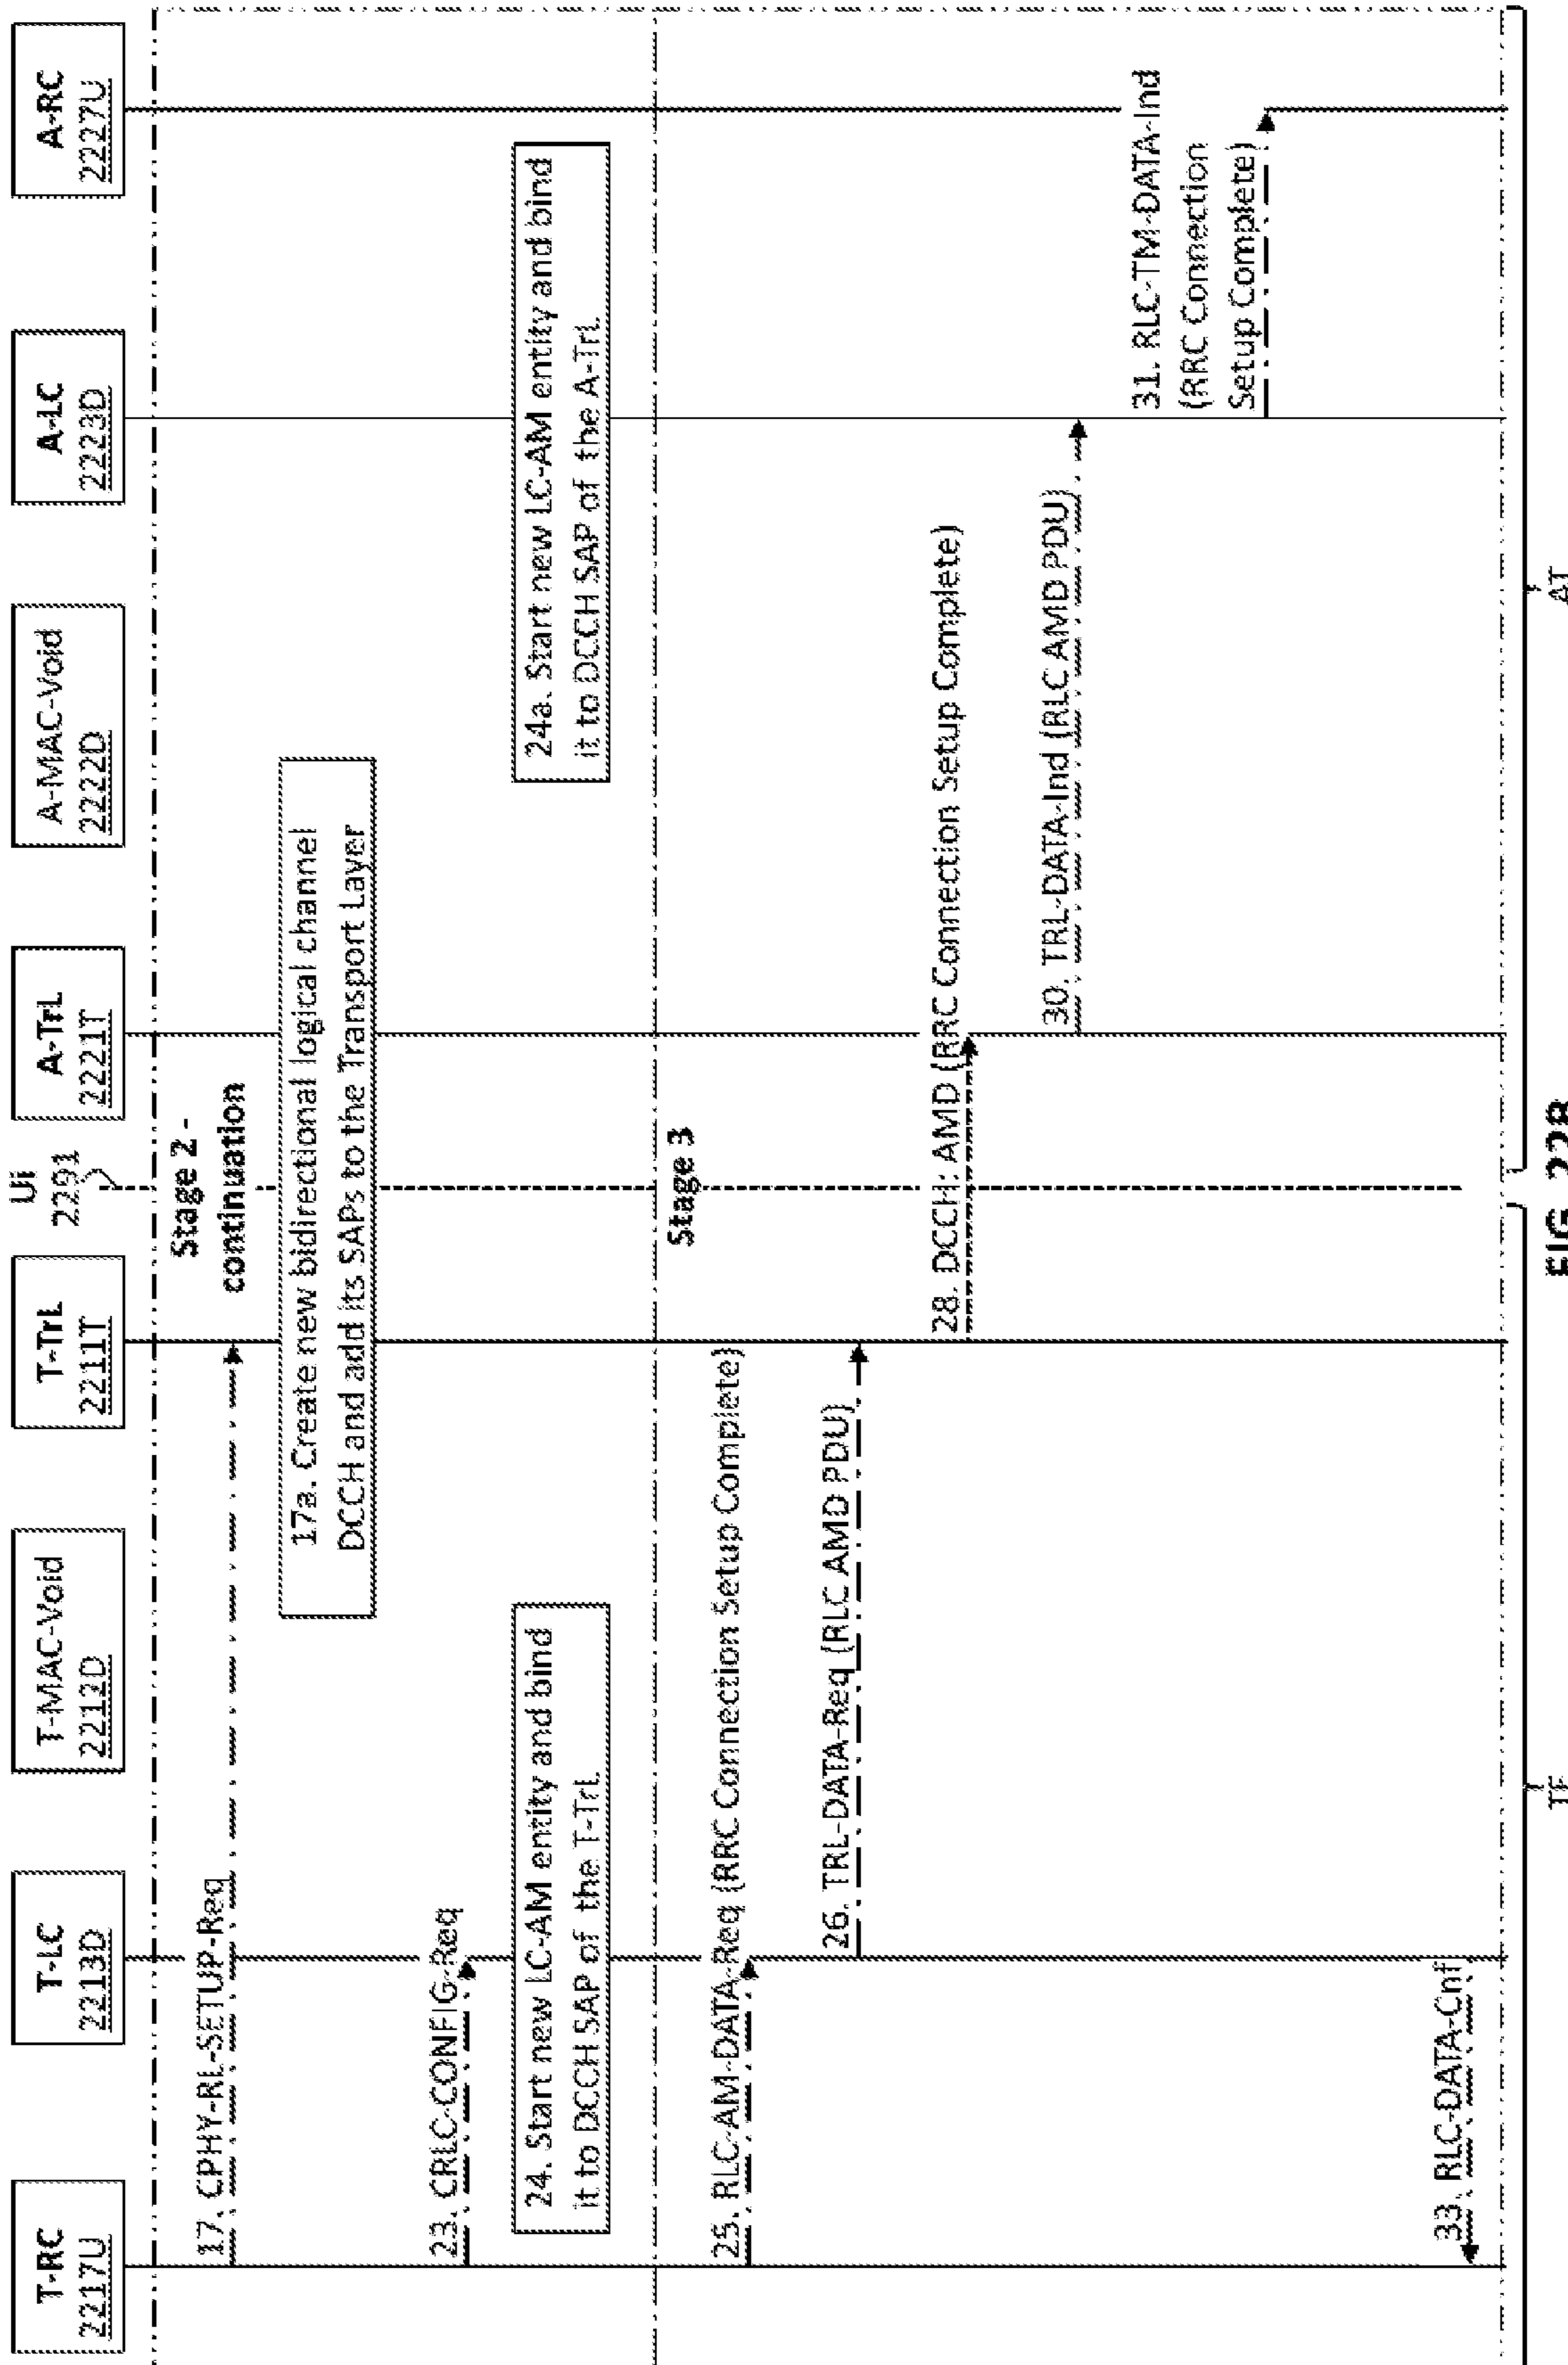 T-RC
2217U
T-LC
2213D
T-MAC-Void
2212D
T-TrL
2211T
Ui
2291
A-TrL
2221T
A-MAC-Void
2222D
A-LC
2223D
A-RC
2227U
Stage 2 -
continuation
17. CPHY-RL-SETUP-Req
17a. Create new bidirectional logical channel
DCCH and add its SAPs to the Transport Layer
23. CRLC-CONFIG-Req
24. Start new LC-AM entity and bind
it to DCCH SAP of the T-TrL
24a. Start new LC-AM entity and bind
it to DCCH SAP of the A-TrL
Stage 3
25. RLC-AM-DATA-Req (RRC Connection Setup Complete)
26. TRL-DATA-Req (RLC AMD PDU)
28. DCCH: AMD (RRC Connection Setup Complete)
30. TRL-DATA-Ind (RLC AMD PDU)
31. RLC-TM-DATA-Ind
(RRC Connection
Setup Complete)
33. RLC-DATA-Cnf
TE
AT
FIG. 22B